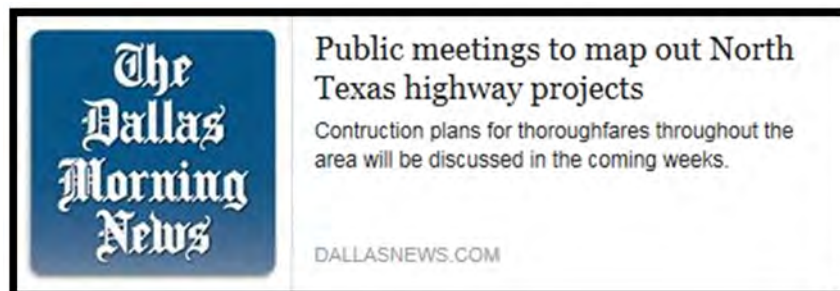 The
Dallas
Morning
News
Public meetings to map out North
Texas highway projects
Contruction plans for thoroughfares throughout the
area will be discussed in the coming weeks.
DALLASNEWS.COM